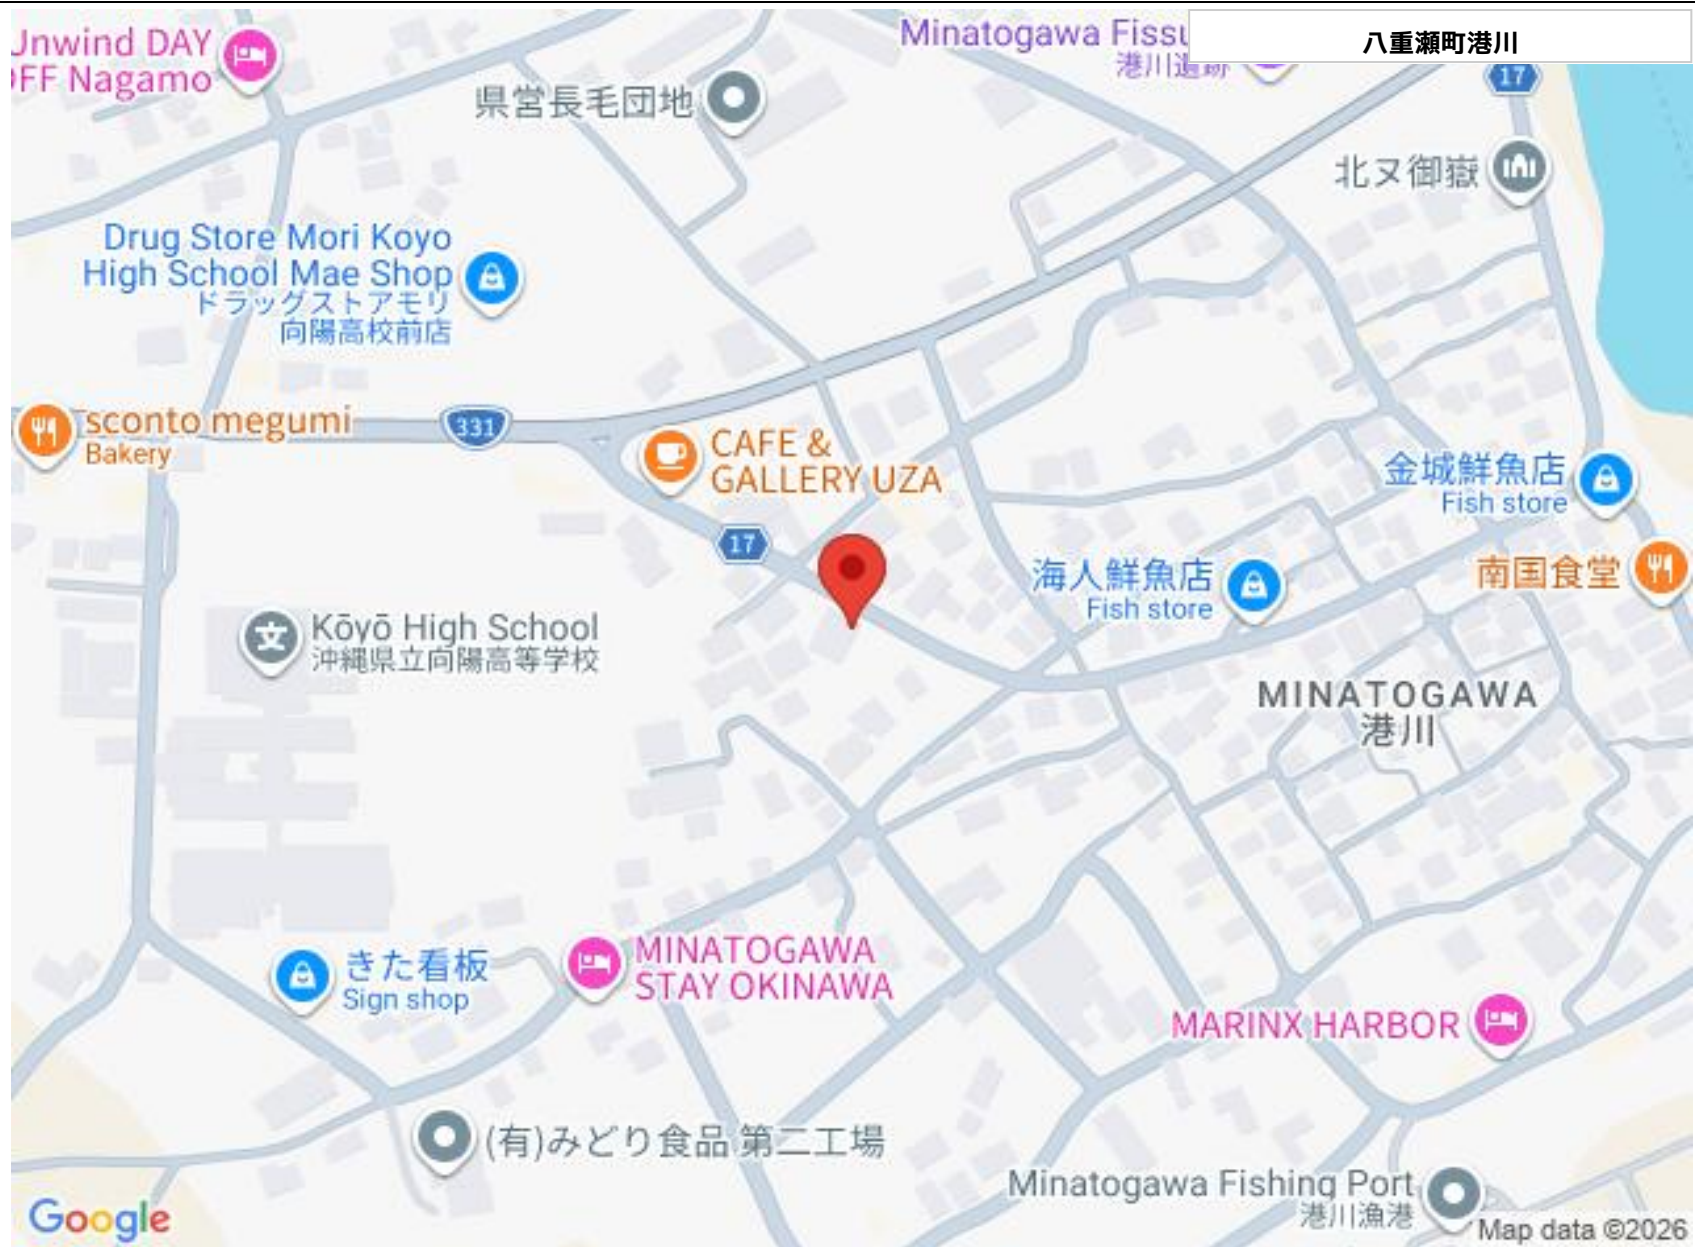 Unwind DAY
OFF Nagamo
Minatogawa Fissu
港川遺跡
八重瀬町港川
17
県営長毛団地
北ヌ御嶽
Drug Store Mori Koyo
High School Mae Shop
ドラッグストアモリ
向陽高校前店
sconto megumi
Bakery
331
CAFE &
GALLERY UZA
金城鮮魚店
Fish store
17
海人鮮魚店
Fish store
南国食堂
Kōyō High School
沖縄県立向陽高等学校
MINATOGAWA
港川
きた看板
Sign shop
MINATOGAWA
STAY OKINAWA
MARINX HARBOR
(有)みどり食品 第二工場
Minatogawa Fishing Port
港川漁港
Google
Map data ©2026